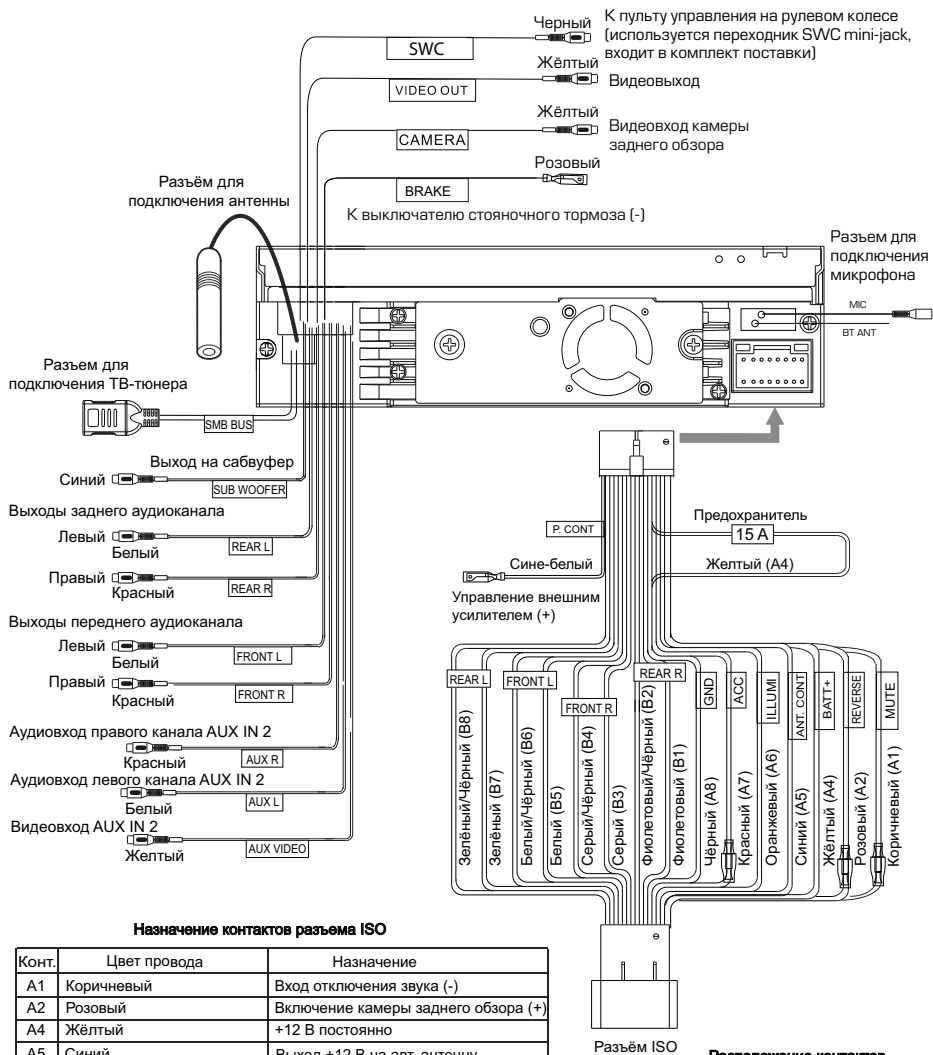 Черный
К пульту управления на рулевом колесе
(используется переходник SWC mini-jack,
входит в комплект поставки)
SWC
Жёлтый
Видеовыход
VIDEO OUT
Жёлтый
Видеовход камеры
заднего обзора
CAMERA
Розовый
BRAKE
К выключателю стояночного тормоза (-)
Разъём для
подключения антенны
Разъем для
подключения
микрофона
MIC
BT ANT
Разъем для
подключения ТВ-тюнера
SMB BUS
Выход на сабвуфер
Синий
SUB WOOFER
Выходы заднего аудиоканала
Левый
Белый
REAR L
Правый
Красный
REAR R
Выходы переднего аудиоканала
Левый
Белый
FRONT L
Правый
Красный
FRONT R
Аудиовход правого канала AUX IN 2
Красный
AUX R
Аудиовход левого канала AUX IN 2
Белый
AUX L
Видеовход AUX IN 2
Желтый
AUX VIDEO
P. CONT
Сине-белый
Управление внешним
усилителем (+)
Предохранитель
15 A
Желтый (A4)
REAR L
FRONT L
FRONT R
REAR R
GND
ACC
ILLUMI
ANT. CONT
BATT+
REVERSE
MUTE
Зелёный/Чёрный (B8)
Зелёный (B7)
Белый/Чёрный (B6)
Белый (B5)
Серый/Чёрный (B4)
Серый (B3)
Фиолетовый/Чёрный (B2)
Фиолетовый (B1)
Чёрный (A8)
Красный (A7)
Оранжевый (A6)
Синий (A5)
Жёлтый (A4)
Розовый (A2)
Коричневый (A1)
Разъём ISO
Назначение контактов разъема ISO
Конт. Цвет провода Назначение
A1 Коричневый Вход отключения звука (-)
A2 Розовый Включение камеры заднего обзора (+)
A4 Жёлтый +12 В постоянно
A5 Синий Выход +12 В на авт. антенну
Расположение контактов